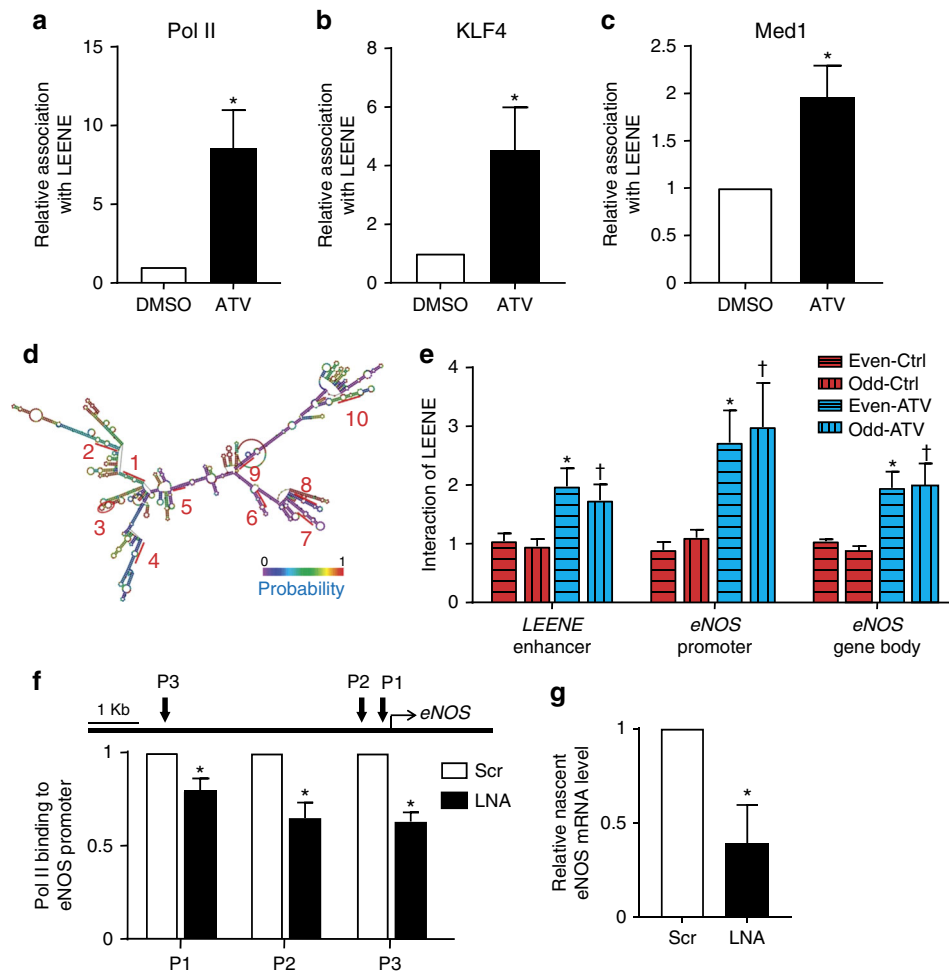 a
Pol II
Relative association
with LEENE
15
10
5
0
*
DMSO
ATV
b
KLF4
Relative association
with LEENE
8
6
4
2
0
*
DMSO
ATV
c
Med1
Relative association
with LEENE
2.5
2
1.5
1
0.5
0
*
DMSO
ATV
d
1
2
3
4
5
6
7
8
9
10
0
1
Probability
e
Interaction of LEENE
4
3
2
1
0
* †
* †
* †
Even-Ctrl
Odd-Ctrl
Even-ATV
Odd-ATV
LEENE
enhancer
eNOS
promoter
eNOS
gene body
f
P3
P2
P1
1 Kb
eNOS
Pol II binding to
eNOS promoter
1
0.5
0
*
*
*
Scr
LNA
P1
P2
P3
g
Relative nascent
eNOS mRNA level
1
0.5
0
*
Scr
LNA